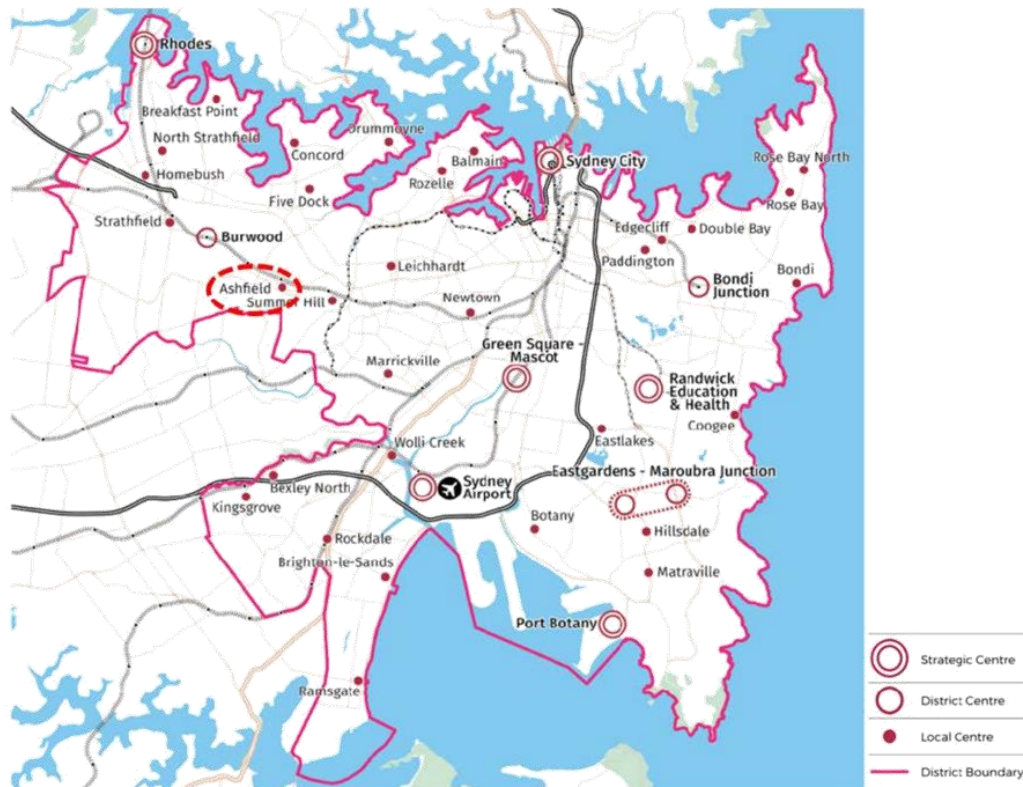 Rhodes
Breakfast Point
Drummoyne
North Strathfield
Concord
Balmain
Sydney City
Rose Bay North
Homebush
Rozelle
Five Dock
Rose Bay
Strathfield
Edgecliff
Double Bay
Burwood
Paddington
Leichhardt
Bondi
Junction
Bondi
Ashfield
Summer Hill
Newtown
Green Square -
Mascot
Marrickville
Randwick
Education
& Health
Coogee
Wolli Creek
Eastlakes
Eastgardens - Maroubra Junction
Sydney
Airport
Bexley North
Kingsgrove
Botany
Hillsdale
Rockdale
Brighton-le-Sands
Matraville
Port Botany
Ramsgate
Strategic Centre
District Centre
Local Centre
District Boundary